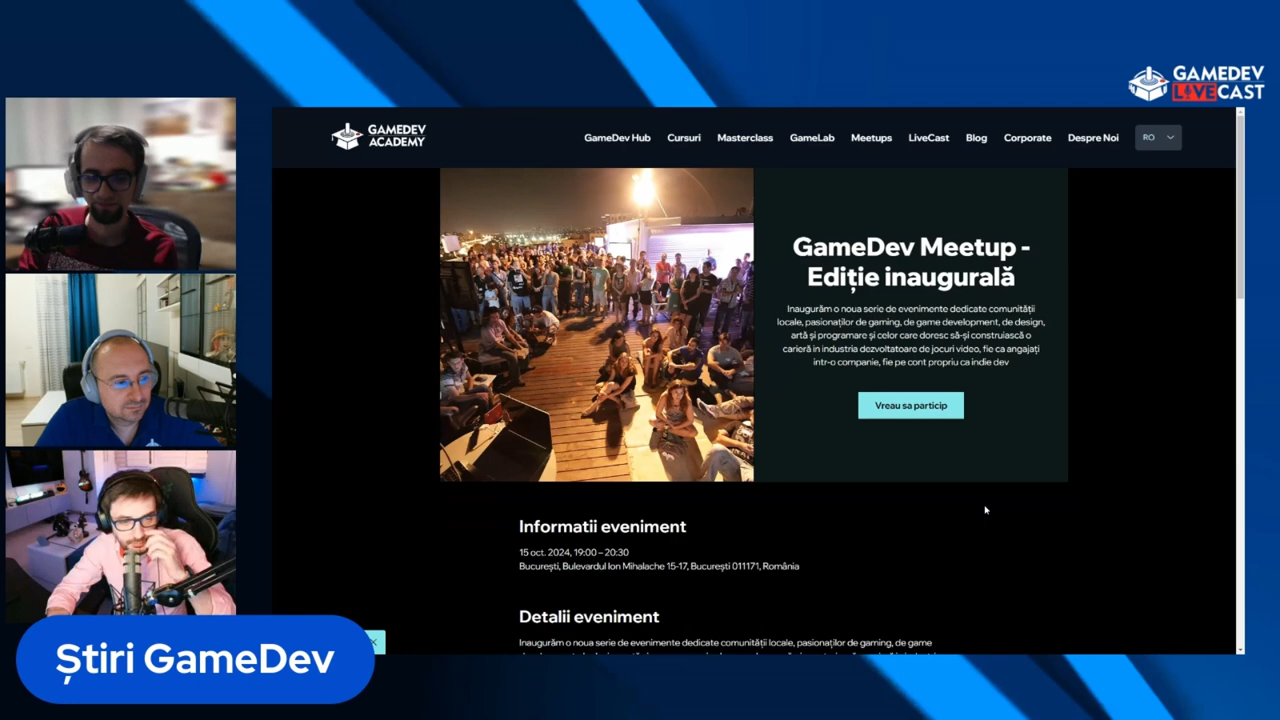 GAMEDEV
LIVECAST
GAMEDEV
ACADEMY
GameDev Hub
Cursuri
Masterclass
GameLab
Meetups
LiveCast
Blog
Corporate
Despre Noi
RO
GameDev Meetup -
Ediție inaugurală
Inaugurăm o noua serie de evenimente dedicate comunității
locale, pasionaților de gaming, de game development, de design,
artă și programare și celor care doresc să-și construiască o
carieră in industria dezvoltatoare de jocuri video, fie ca angajați
intr-o companie, fie pe cont propriu ca indie dev
Vreau sa particip
Informatii eveniment
15 oct. 2024, 19:00 – 20:30
București, Bulevardul Ion Mihalache 15-17, București 011171, România
Detalii eveniment
Inaugurăm o noua serie de evenimente dedicate comunității locale, pasionaților de gaming, de game
Știri GameDev